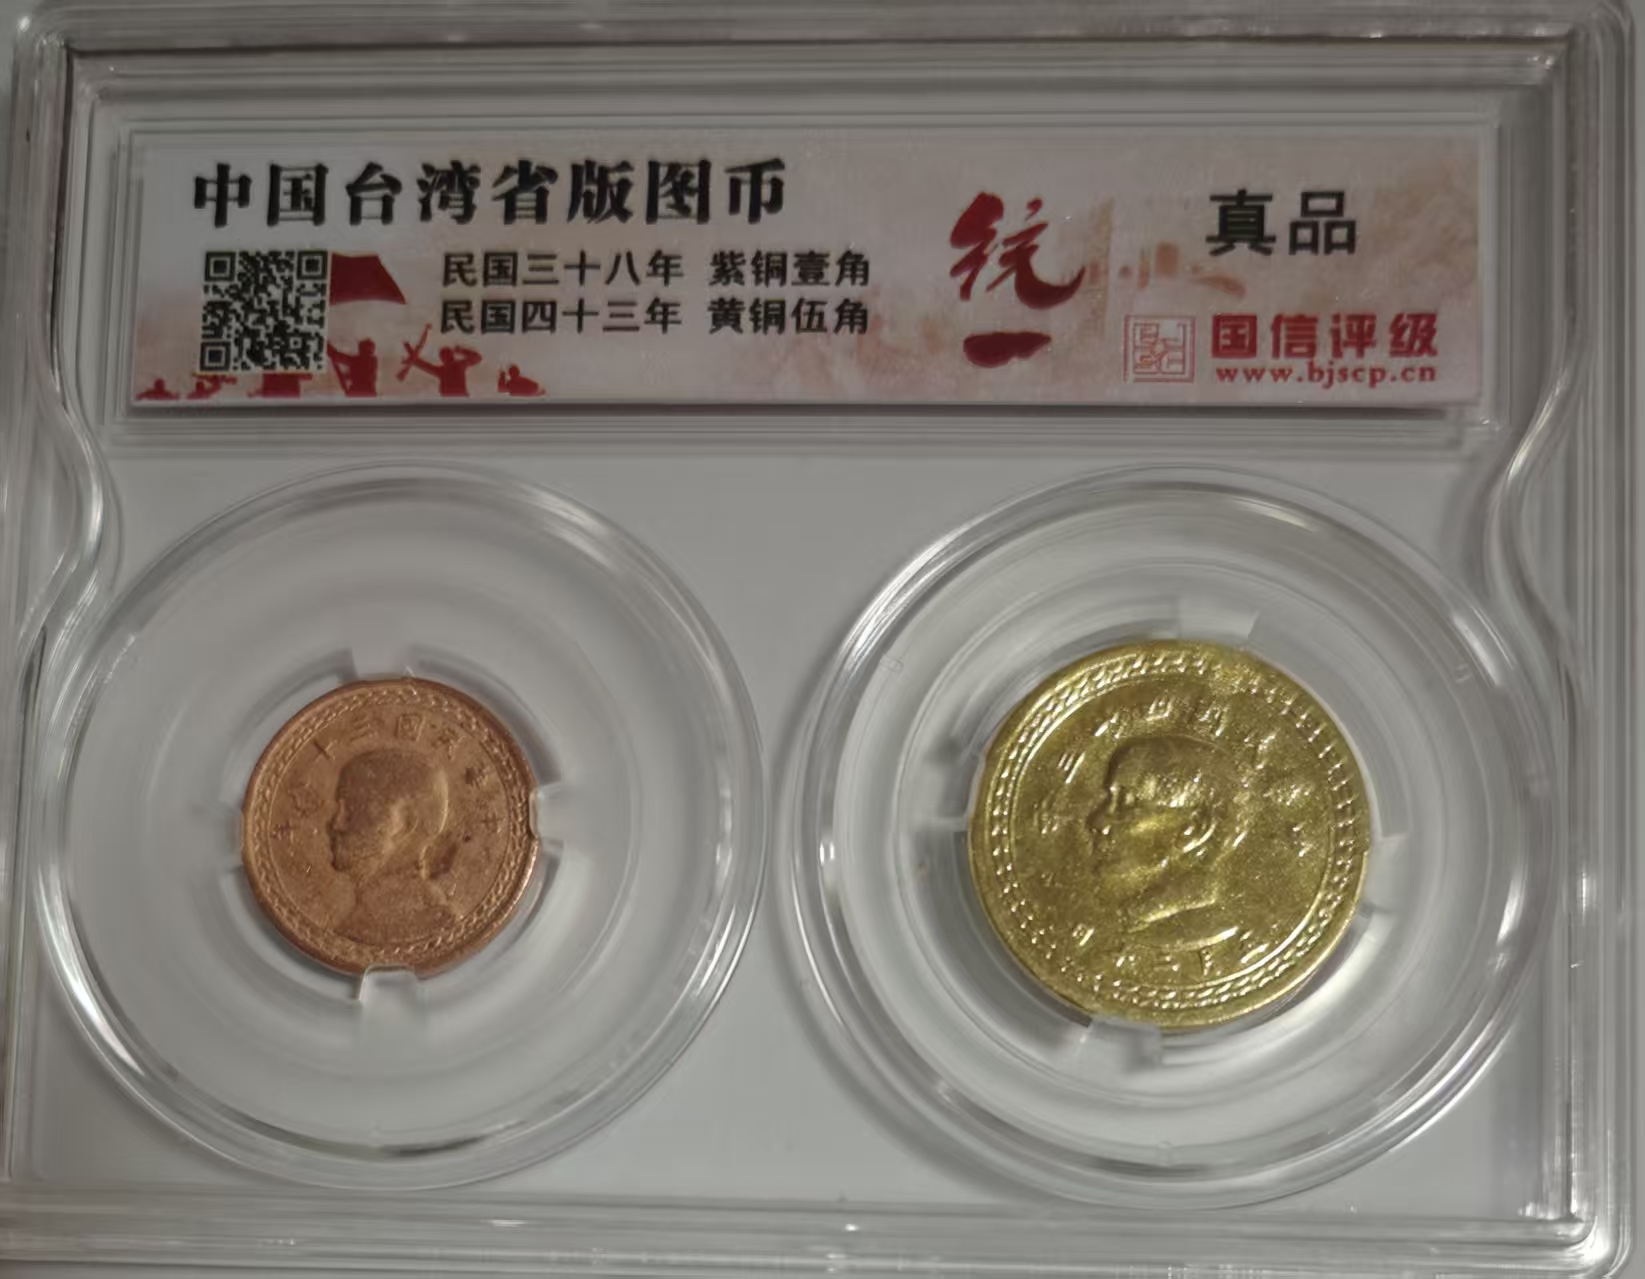 中国台湾省版图币
民国三十八年 紫铜壹角
民国四十三年 黄铜伍角
统一
真品
国信评级
www.bjscp.cn